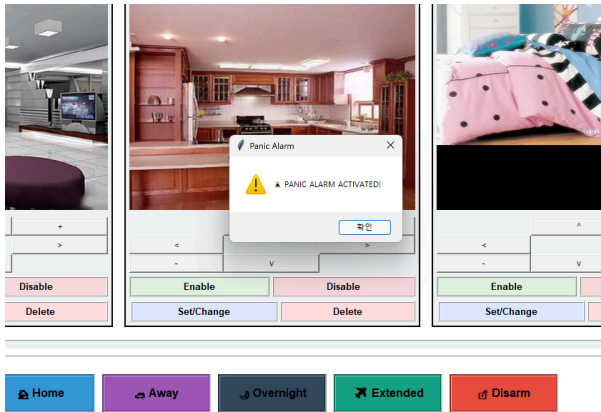 Panic Alarm
PANIC ALARM ACTIVATED!
확인
+
^
>
<
>
<
-
v
-
v
Disable
Enable
Disable
Enable
Delete
Set/Change
Delete
Set/Change
Home
Away
Overnight
Extended
Disarm